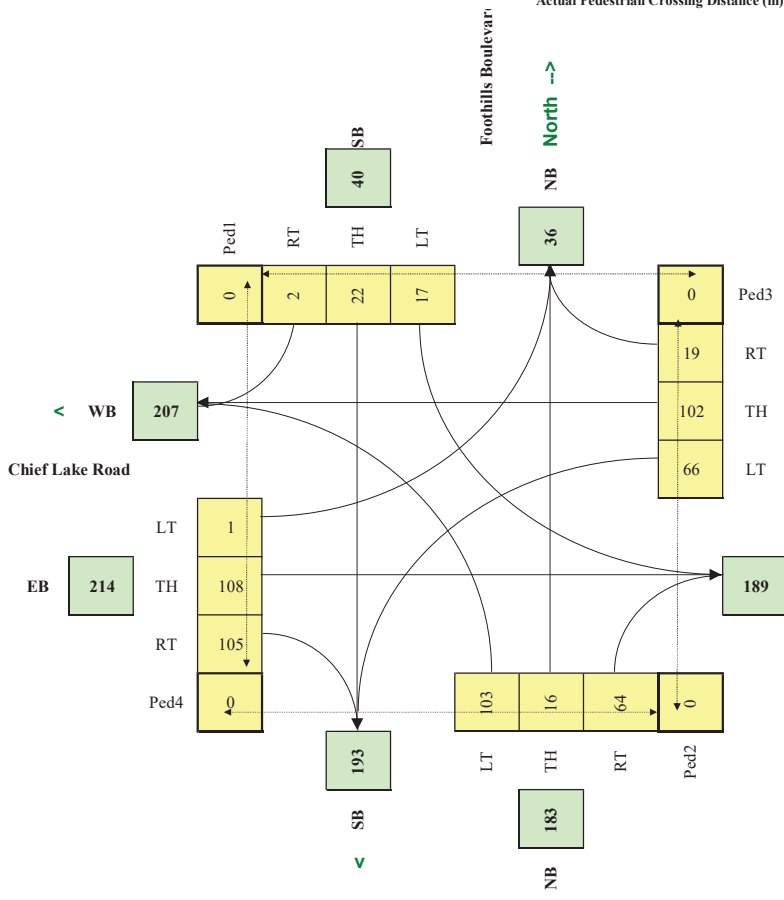 Actual Pedestrian Crossing Distance (m)
Foothills Boulevar
North -->
SB
40
NB
36
Ped1
RT
TH
LT
0
2
22
17
0
Ped3
19
RT
102
TH
66
LT
<
WB
207
Chief Lake Road
LT
1
EB
214
TH
108
RT
105
Ped4
0
189
103
16
64
0
LT
TH
RT
Ped2
193
SB
<
183
NB